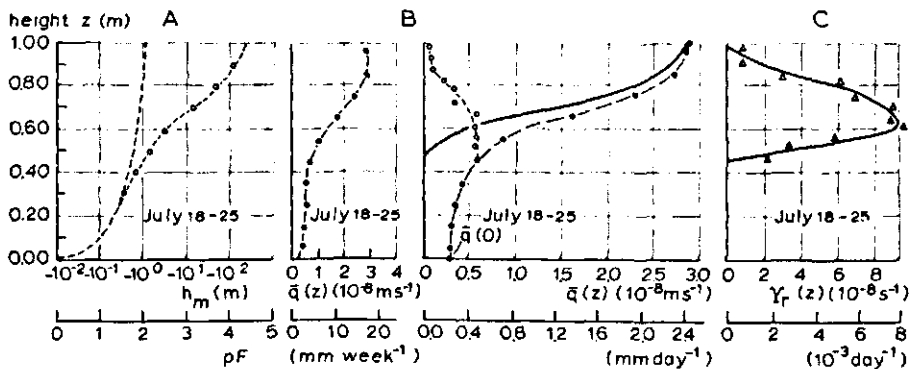 height z (m) A B C
1.00
0.80
0.60
0.40
0.20
0.00
July 18-25
July 18-25
July 18-25
July 18-25
q̄(0)
-10⁻² -10⁻¹ -10⁰ -10¹ -10²
hₘ (m)
0 1 2 3 4 5
pF
0 1 2 3 4
q̄(z) (10⁻⁸ ms⁻¹)
0 10 20
(mm week⁻¹)
0 0.5 1.0 1.5 2.0 2.5 3.0
q̄(z) (10⁻⁸ ms⁻¹)
0.0 0.4 0.8 1.2 1.6 2.0 2.4
(mm day⁻¹)
0 2 4 6 8
γᵣ (z) (10⁻⁸ s⁻¹)
0 2 4 6 8
(10⁻³ day⁻¹)